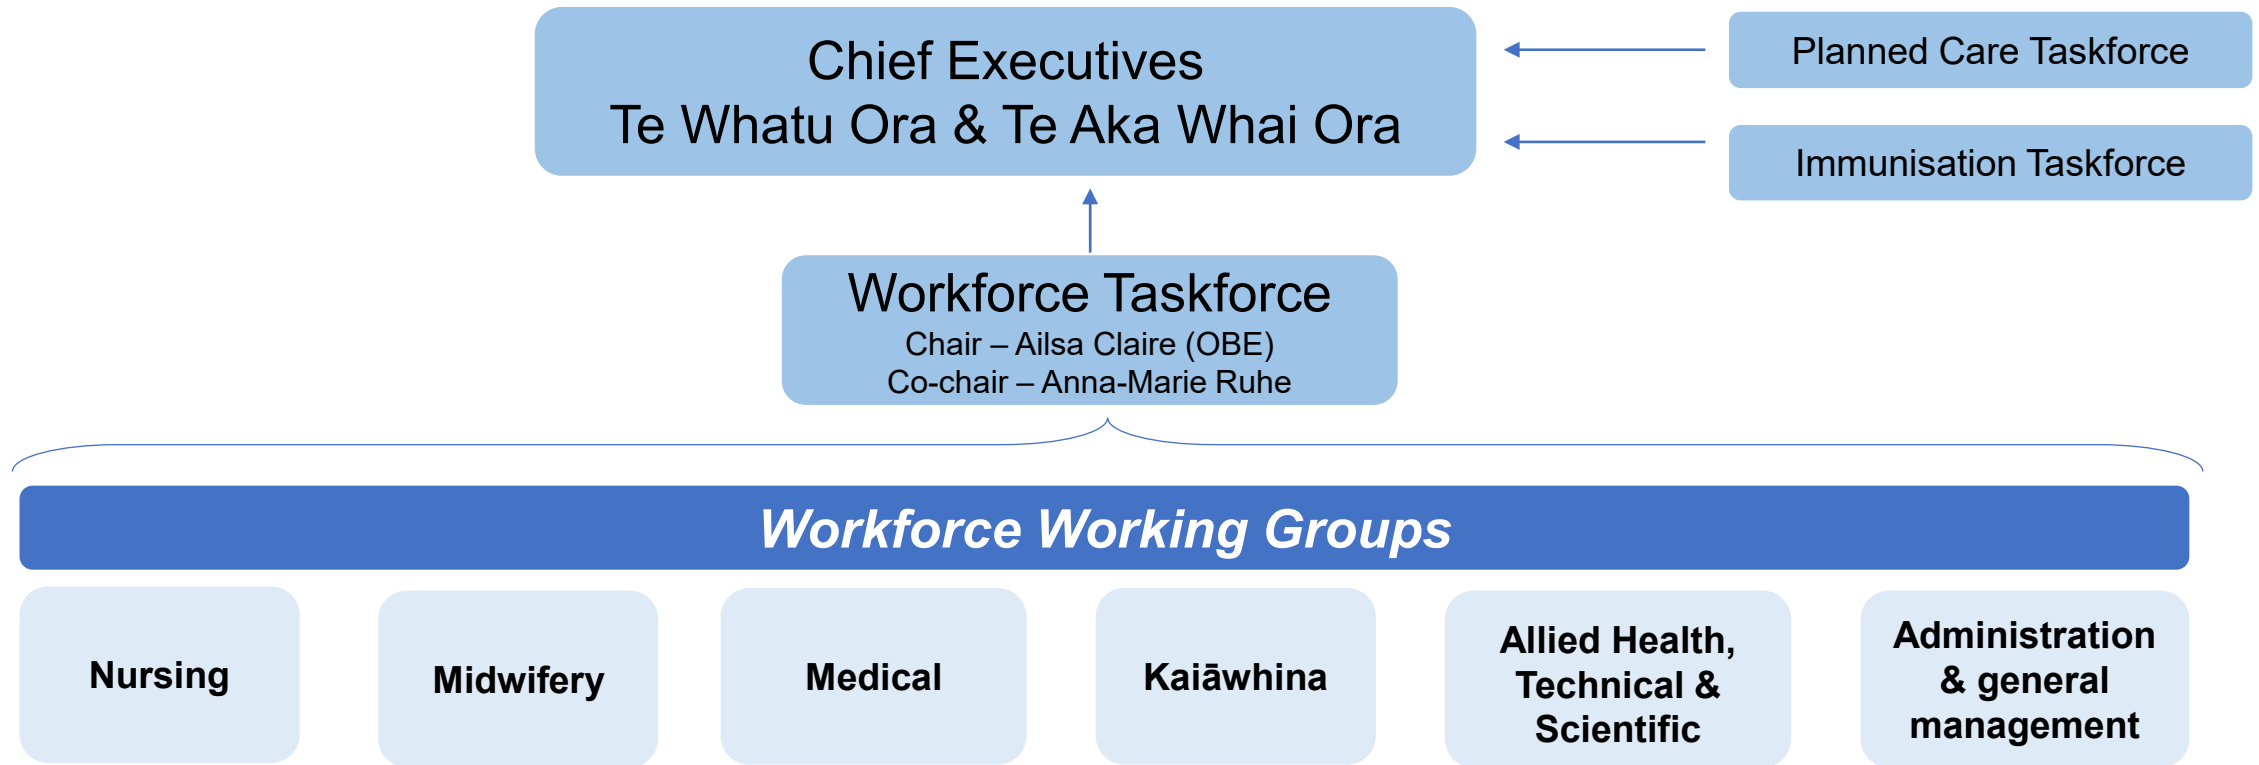 Chief Executives
Te Whatu Ora & Te Aka Whai Ora
Planned Care Taskforce
Immunisation Taskforce
Workforce Taskforce
Chair – Ailsa Claire (OBE)
Co-chair – Anna-Marie Ruhe
Workforce Working Groups
Nursing
Midwifery
Medical
Kaiāwhina
Allied Health,
Technical &
Scientific
Administration
& general
management